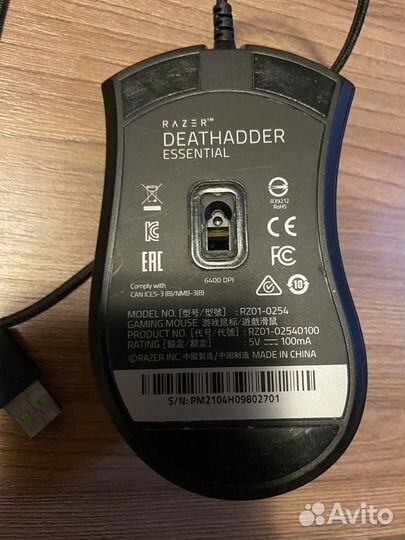 RAZER™
DEATHADDER
ESSENTIAL
R39212
RoHS
6400 DPI
Comply with
CAN ICES-3 (B)/NMB-3(B)
10
MODEL NO. [型号/型號] : RZ01-0254
GAMING MOUSE 游戏鼠标/遊戲滑鼠
PRODUCT NO. [代号/代號] : RZ01-02540100
RATING [额定/額定] : 5V ⎓ 100mA
©RAZER INC. 中國製造/中国制造 MADE IN CHINA
S/N: PM2104H09802701
Avito